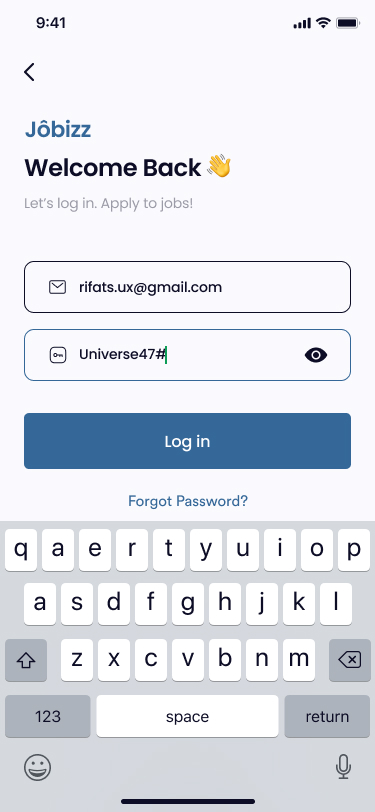 9:41
Jôbizz
Welcome Back 👋
Let's log in. Apply to jobs!
rifats.ux@gmail.com
Universe47#
Log in
Forgot Password?
q a e r t y u i o p
a s d f g h j k l
z x c v b n m
123 space return